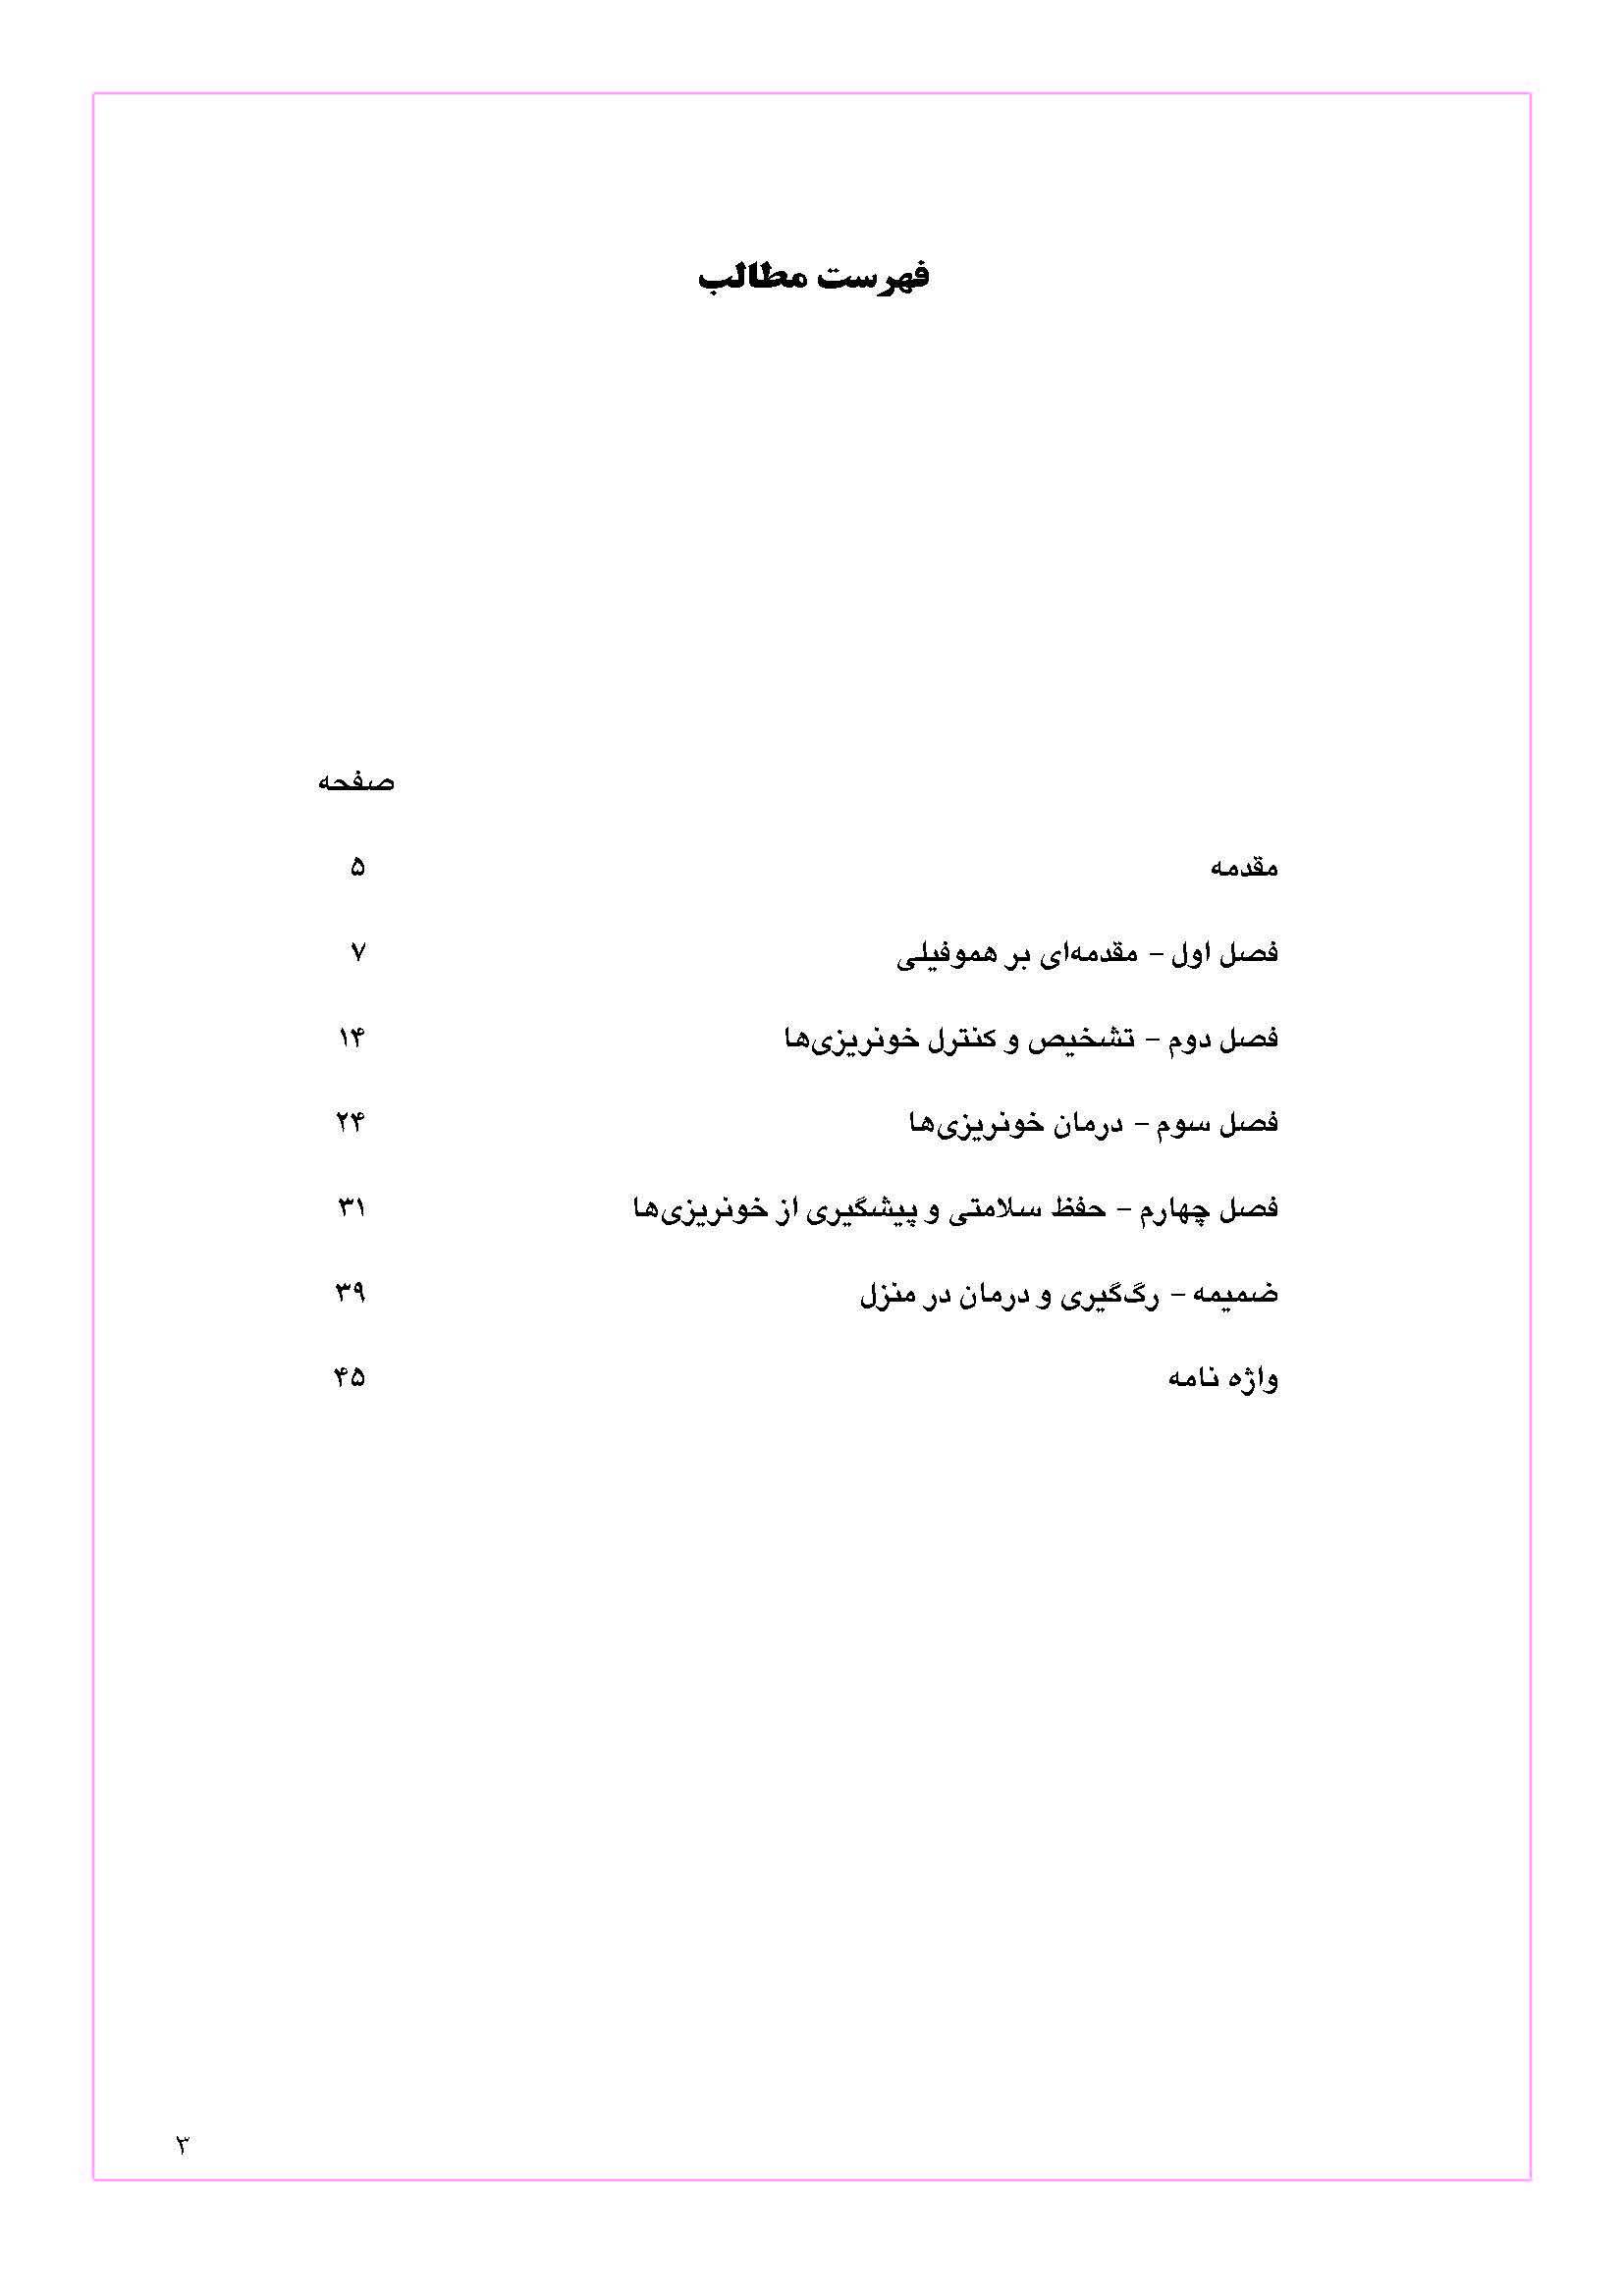 فهرست مطالب
صفحه
مقدمه ۵
فصل اول – مقدمه‌ای بر هموفیلی ۷
فصل دوم – تشخیص و کنترل خونریزی‌ها ۱۴
فصل سوم – درمان خونریزی‌ها ۲۴
فصل چهارم – حفظ سلامتی و پیشگیری از خونریزی‌ها ۳۱
ضمیمه – رگ‌گیری و درمان در منزل ۳۹
واژه نامه ۴۵
۳